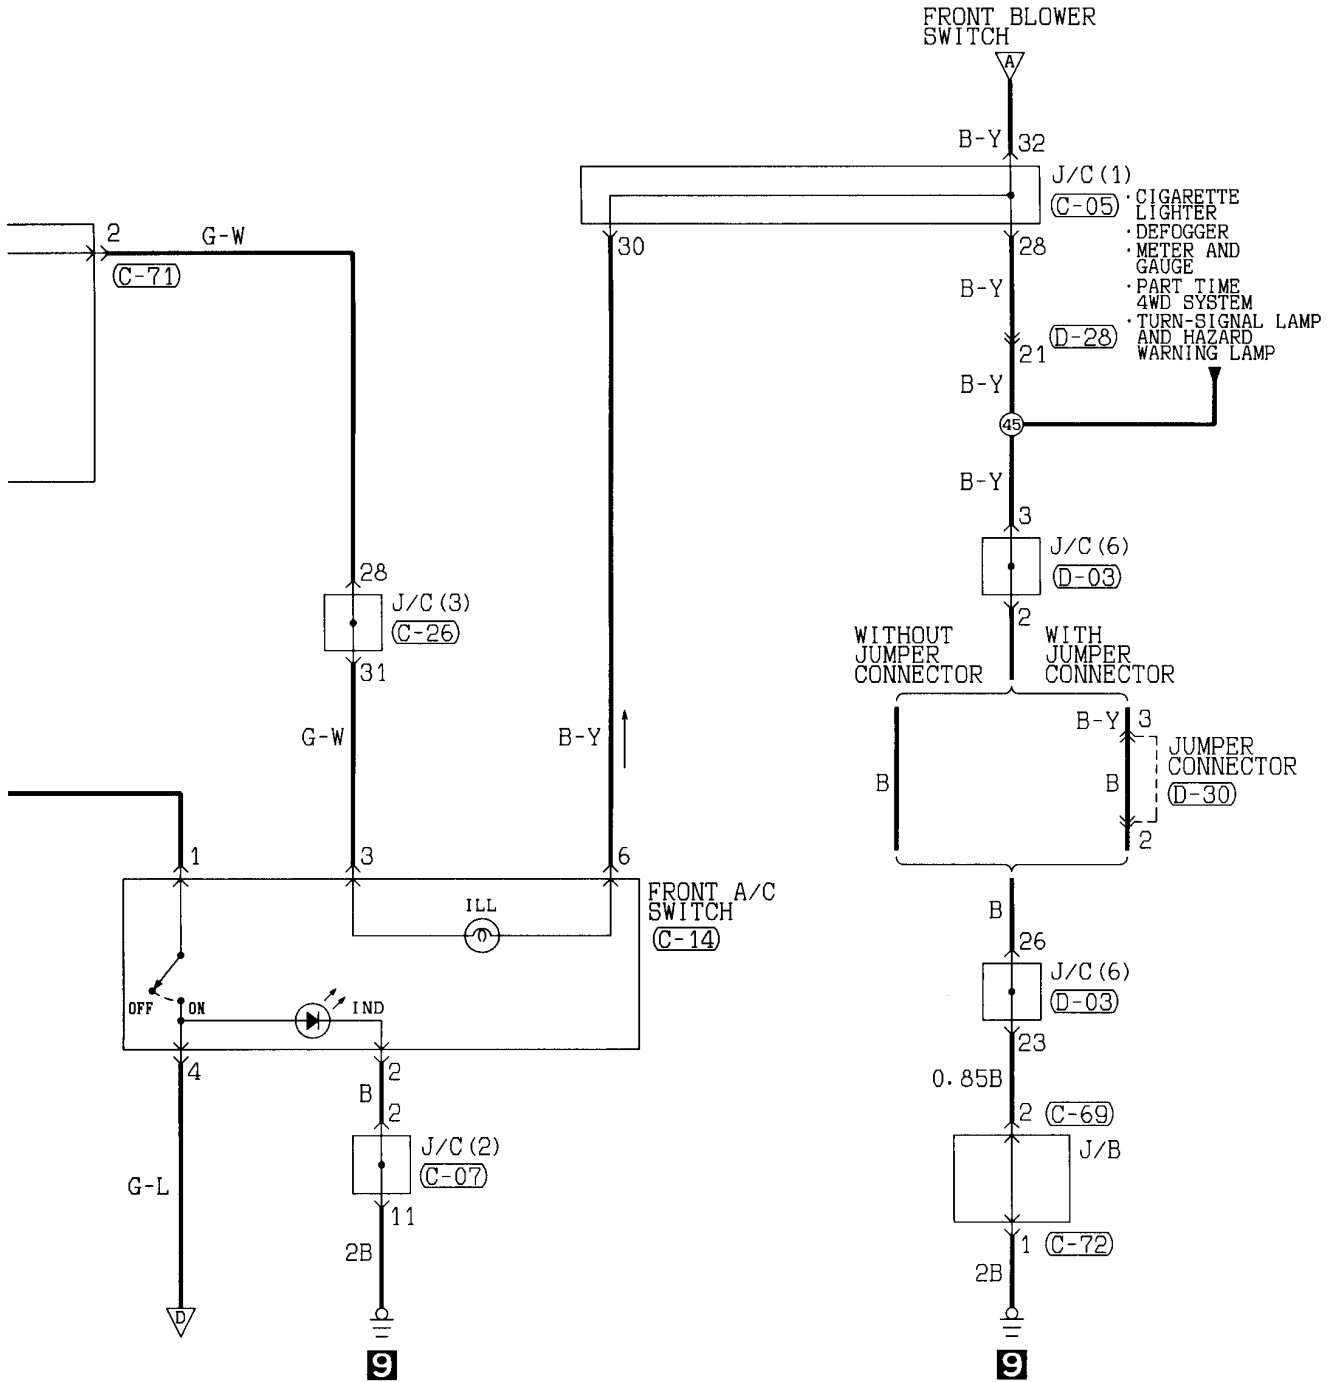 FRONT BLOWER
SWITCH
A
B-Y
32
J/C(1)
C-05
·CIGARETTE
LIGHTER
·DEFOGGER
·METER AND
GAUGE
·PART TIME
4WD SYSTEM
·TURN-SIGNAL LAMP
AND HAZARD
WARNING LAMP
2
G-W
C-71
30
28
B-Y
D-28
21
B-Y
45
B-Y
3
J/C(6)
D-03
2
28
J/C(3)
C-26
31
WITHOUT
JUMPER
CONNECTOR
WITH
JUMPER
CONNECTOR
G-W
B-Y
B-Y
3
JUMPER
CONNECTOR
D-30
B
B
2
1
3
6
FRONT A/C
SWITCH
C-14
ILL
OFF
ON
IND
B
26
J/C(6)
D-03
23
4
2
B
2
0.85B
2
C-69
J/B
J/C(2)
C-07
G-L
11
1
C-72
2B
2B
D
9
9